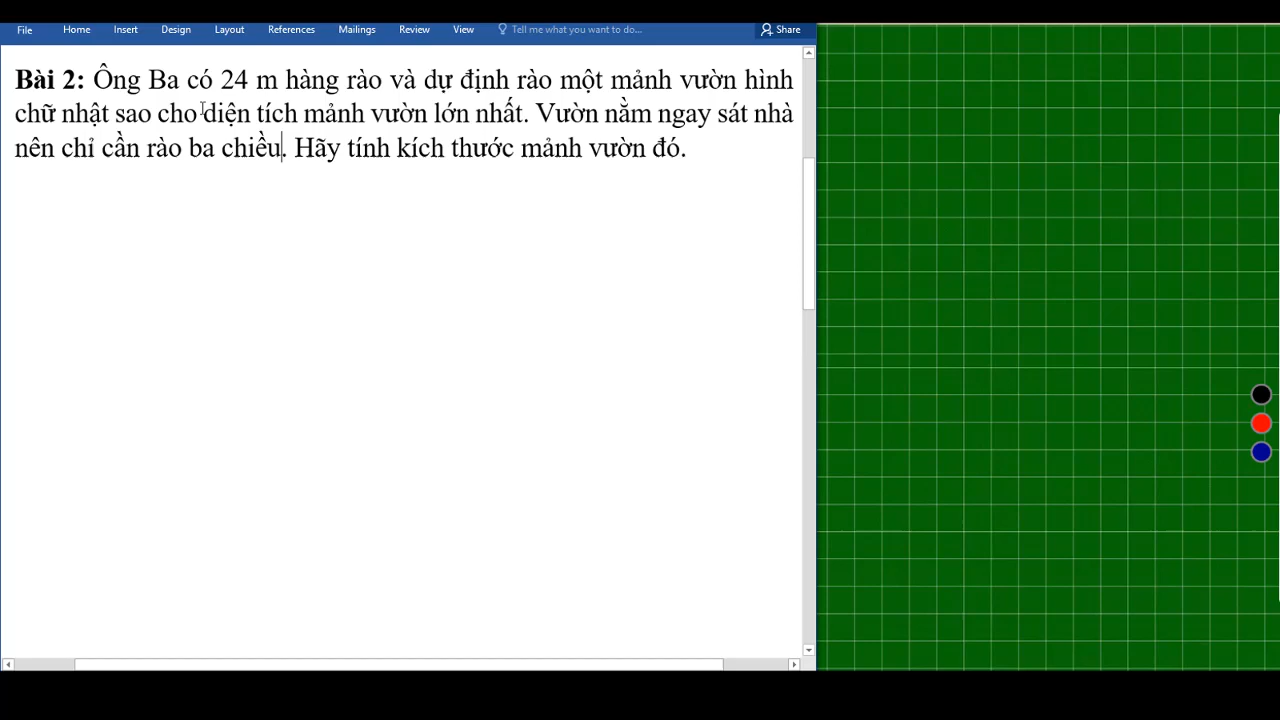 File Home Insert Design Layout References Mailings Review View Tell me what you want to do... Share
Bài 2: Ông Ba có 24 m hàng rào và dự định rào một mảnh vườn hình
chữ nhật sao cho diện tích mảnh vườn lớn nhất. Vườn nằm ngay sát nhà
nên chỉ cần rào ba chiều. Hãy tính kích thước mảnh vườn đó.